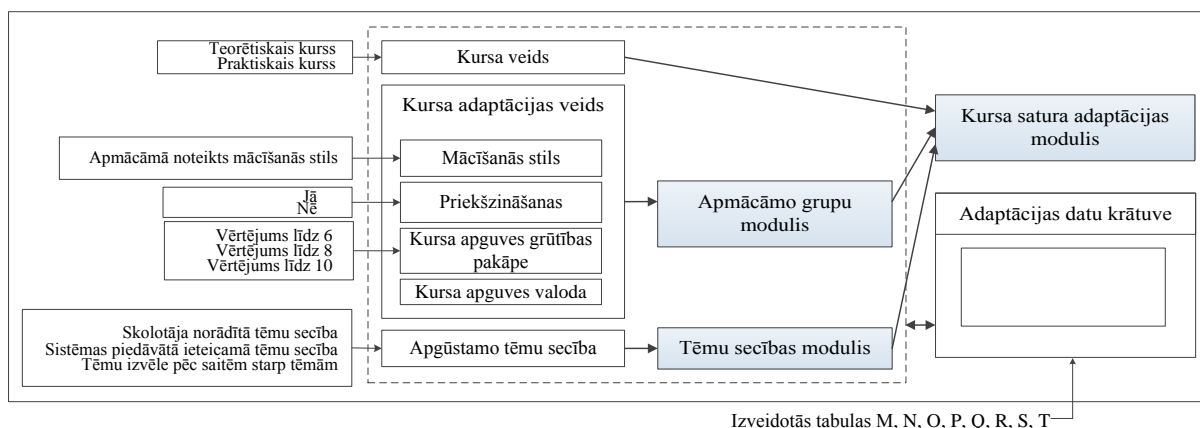 Teorētiskais kurss
Praktiskais kurss
Kursa veids
Kursa adaptācijas veids
Kursa satura adaptācijas
modulis
Apmācāmā noteikts mācīšanās stils
Mācīšanās stils
Jā
Nē
Priekšzināšanas
Apmācāmo grupu
modulis
Adaptācijas datu krātuve
Vērtējums līdz 6
Vērtējums līdz 8
Vērtējums līdz 10
Kursa apguves grūtības
pakāpe
Kursa apguves valoda
Skolotāja norādītā tēmu secība
Sistēmas piedāvātā ieteicamā tēmu secība
Tēmu izvēle pēc saitēm starp tēmām
Apgūstamo tēmu secība
Tēmu secības modulis
Izveidotās tabulas M, N, O, P, Q, R, S, T